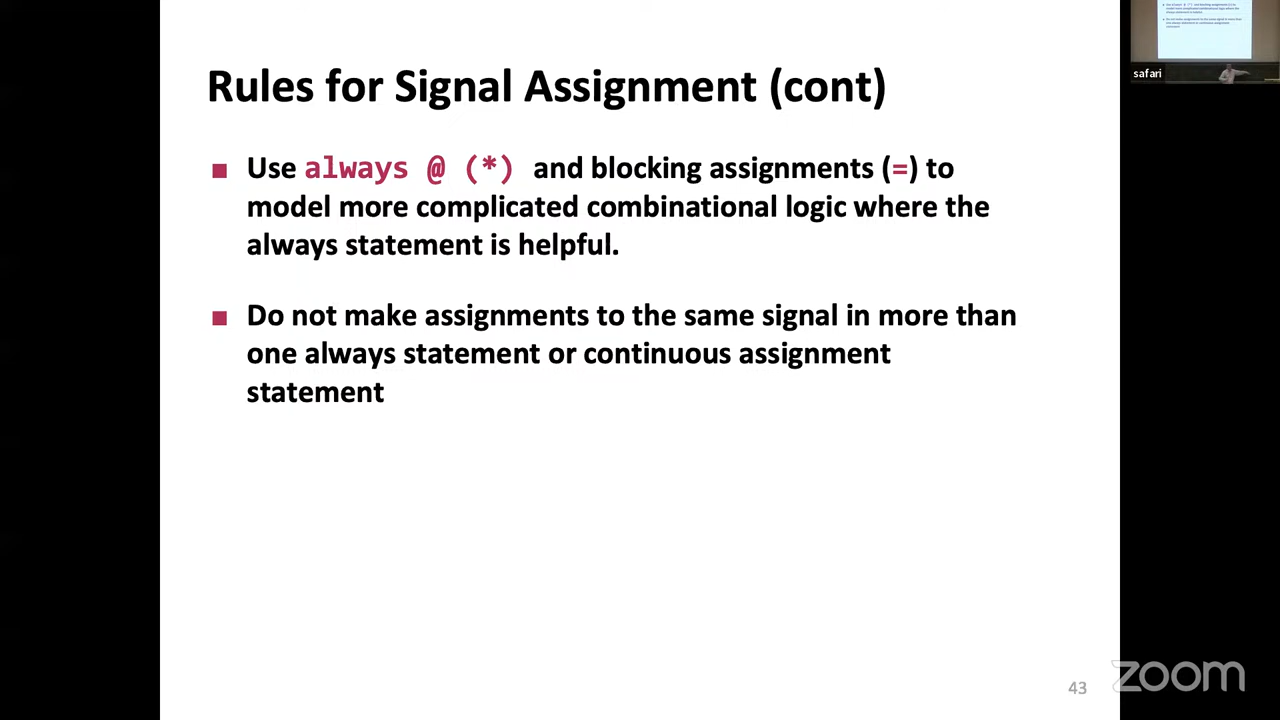 Rules for Signal Assignment (cont)
Use always @ (*) and blocking assignments (=) to
model more complicated combinational logic where the
always statement is helpful.
Do not make assignments to the same signal in more than
one always statement or continuous assignment
statement
safari
43
zoom